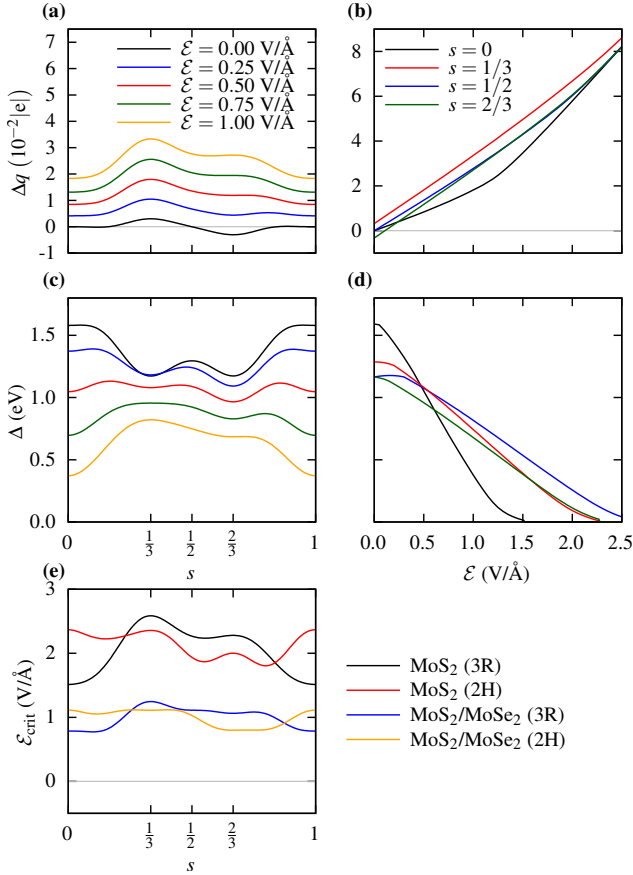 (a)
7
6
5
4
3
2
1
0
-1
Δq (10⁻²|e|)
ℰ = 0.00 V/Å
ℰ = 0.25 V/Å
ℰ = 0.50 V/Å
ℰ = 0.75 V/Å
ℰ = 1.00 V/Å
(b)
8
6
4
2
0
s = 0
s = 1/3
s = 1/2
s = 2/3
(c)
1.5
1.0
0.5
0.0
Δ (eV)
0 1/3 1/2 2/3 1
s
(d)
0.0 0.5 1.0 1.5 2.0 2.5
ℰ (V/Å)
(e)
3
2
1
0
ℰcrit (V/Å)
0 1/3 1/2 2/3 1
s
MoS₂ (3R)
MoS₂ (2H)
MoS₂/MoSe₂ (3R)
MoS₂/MoSe₂ (2H)